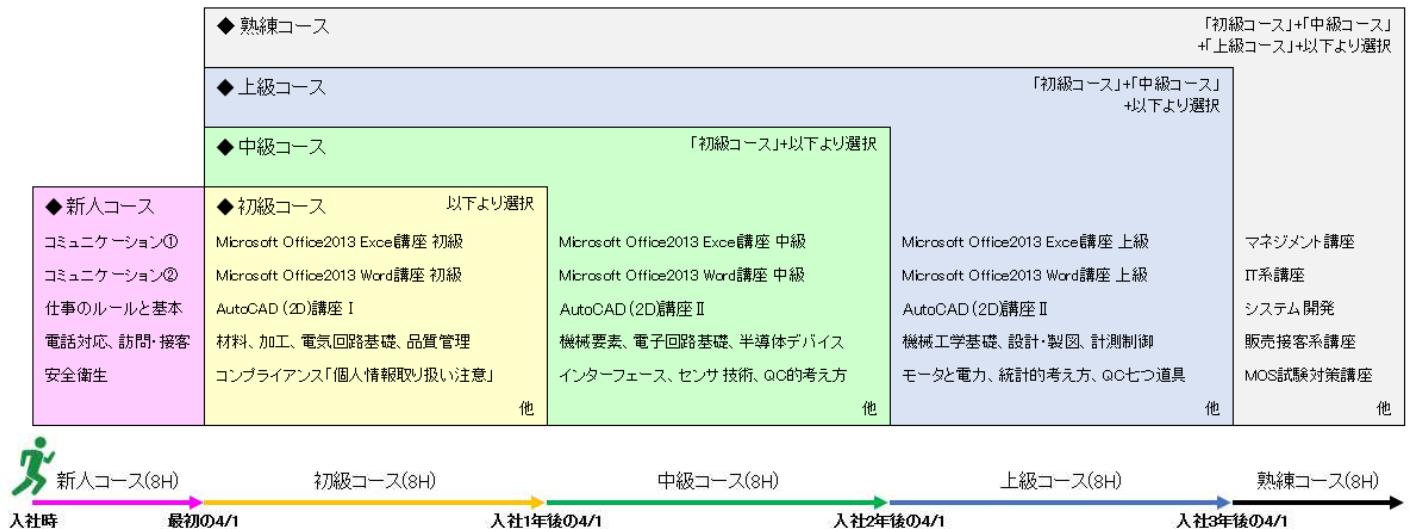 ◆ 熟練コース
「初級コース」+「中級コース」
+「上級コース」+以下より選択
◆ 上級コース
「初級コース」+「中級コース」
+以下より選択
◆ 中級コース
「初級コース」+以下より選択
◆ 新人コース
コミュニケーション①
コミュニケーション②
仕事のルールと基本
電話対応、訪問・接客
安全衛生
◆ 初級コース
以下より選択
Microsoft Office2013 Excel講座 初級
Microsoft Office2013 Word講座 初級
AutoCAD (2D)講座 Ⅰ
材料、加工、電気回路基礎、品質管理
コンプライアンス「個人情報取り扱い注意」
他
Microsoft Office2013 Excel講座 中級
Microsoft Office2013 Word講座 中級
AutoCAD (2D)講座 Ⅱ
機械要素、電子回路基礎、半導体デバイス
インターフェース、センサ技術、QC的考え方
他
Microsoft Office2013 Excel講座 上級
Microsoft Office2013 Word講座 上級
AutoCAD (2D)講座 Ⅱ
機械工学基礎、設計・製図、計測制御
モータと電力、統計的考え方、QC七つ道具
他
マネジメント講座
IT系講座
システム開発
販売接客系講座
MOS試験対策講座
他
新人コース(8H)
初級コース(8H)
中級コース(8H)
上級コース(8H)
熟練コース(8H)
入社時
最初の4/1
入社1年後の4/1
入社2年後の4/1
入社3年後の4/1